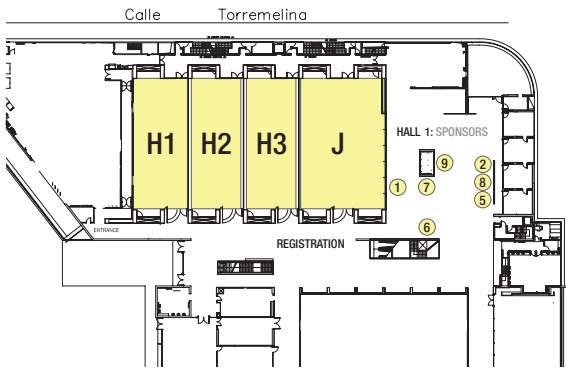 Calle Torremelina
H1 H2 H3 J
HALL 1: SPONSORS
9
2
1 7 8
5
6
ENTRANCE
REGISTRATION